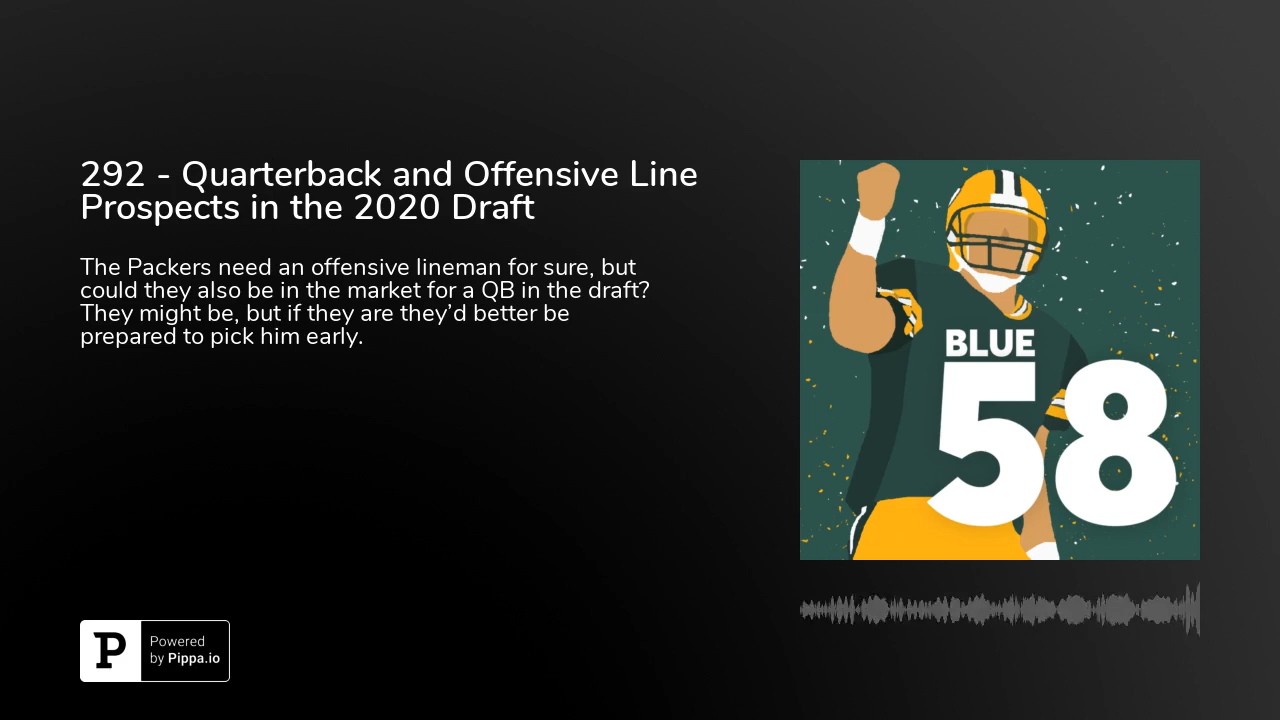 292 - Quarterback and Offensive Line
Prospects in the 2020 Draft
The Packers need an offensive lineman for sure, but
could they also be in the market for a QB in the draft?
They might be, but if they are they’d better be
prepared to pick him early.
BLUE
58
P
Powered
by Pippa.io